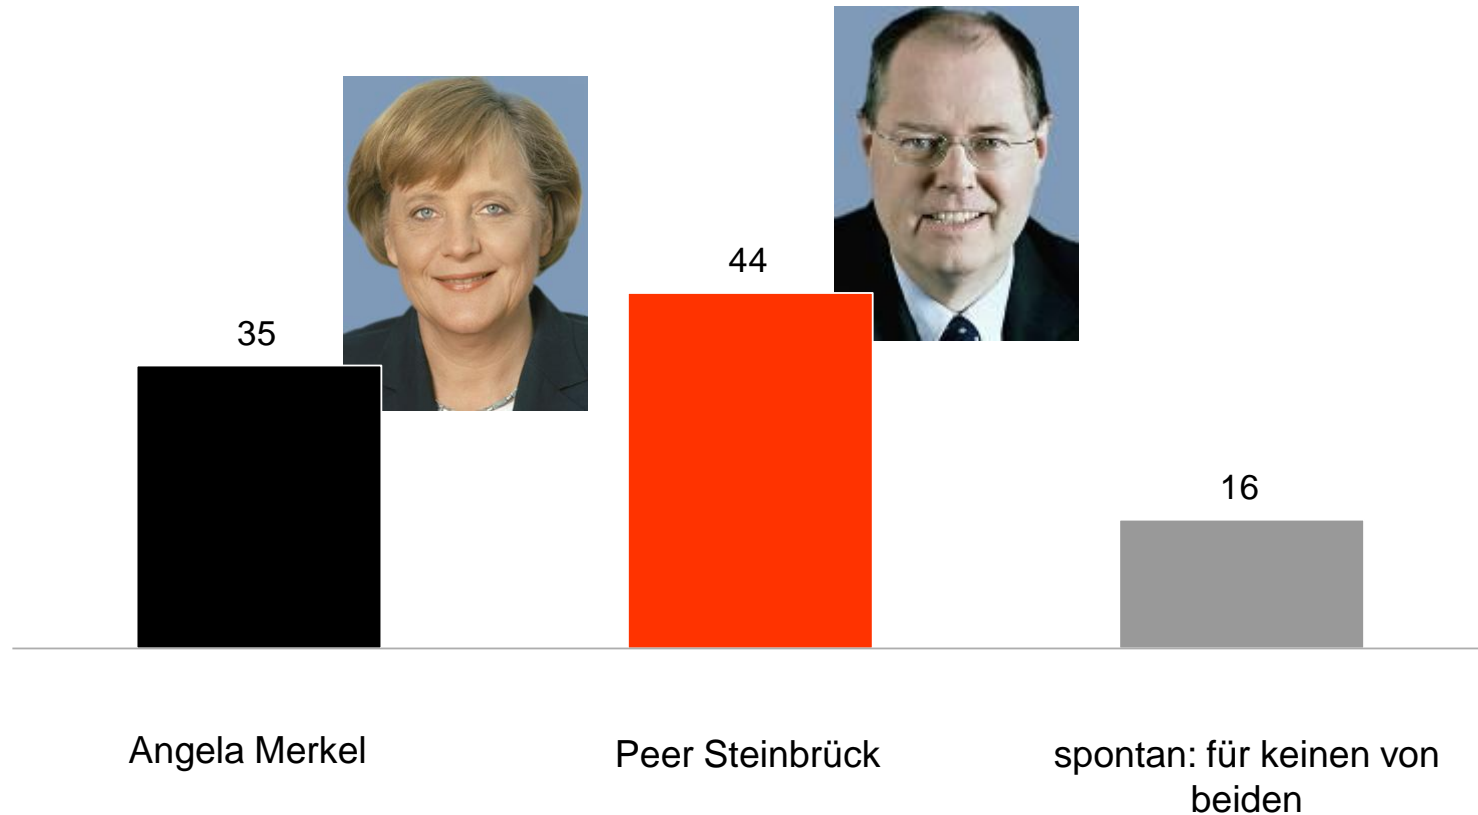 44
35
16
Angela Merkel
Peer Steinbrück
spontan: für keinen von
beiden